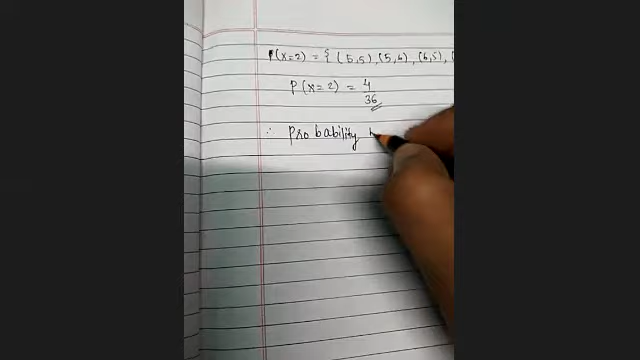 P(x=2) = { (5,5), (5,6), (6,5), (
P(x=2) = 4/36
∴ Probability